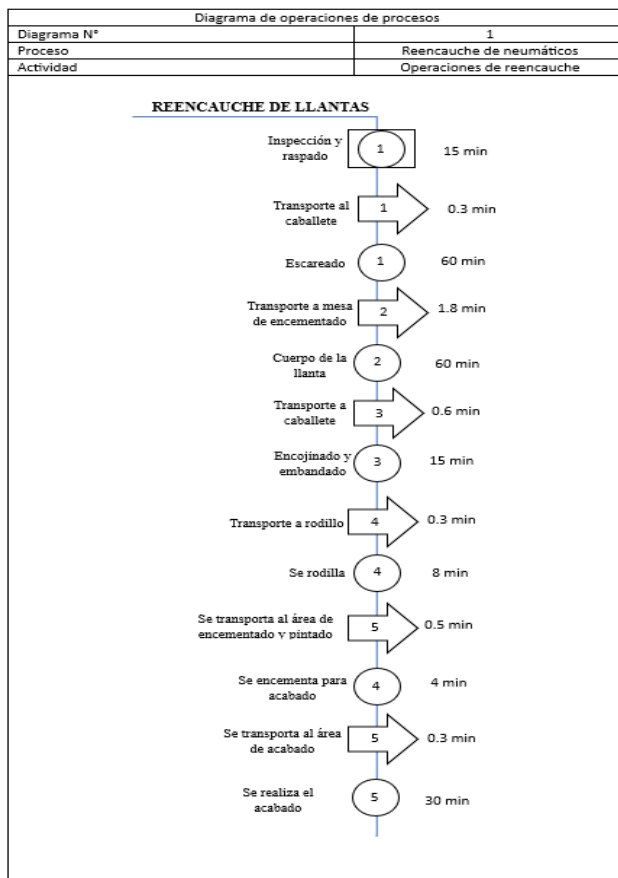 Diagrama de operaciones de procesos
Diagrama N° 1
Proceso Reencauche de neumáticos
Actividad Operaciones de reencauche
REENCAUCHE DE LLANTAS
Inspección y
raspado
1
15 min
Transporte al
caballete
1
0.3 min
Escareado
1
60 min
Transporte a mesa
de encementado
2
1.8 min
Cuerpo de la
llanta
2
60 min
Transporte a
caballete
3
0.6 min
Encojinado y
embandado
3
15 min
Transporte a rodillo
4
0.3 min
Se rodilla
4
8 min
Se transporta al área de
encementado y pintado
5
0.5 min
Se encementa para
acabado
4
4 min
Se transporta al área
de acabado
5
0.3 min
Se realiza el
acabado
5
30 min